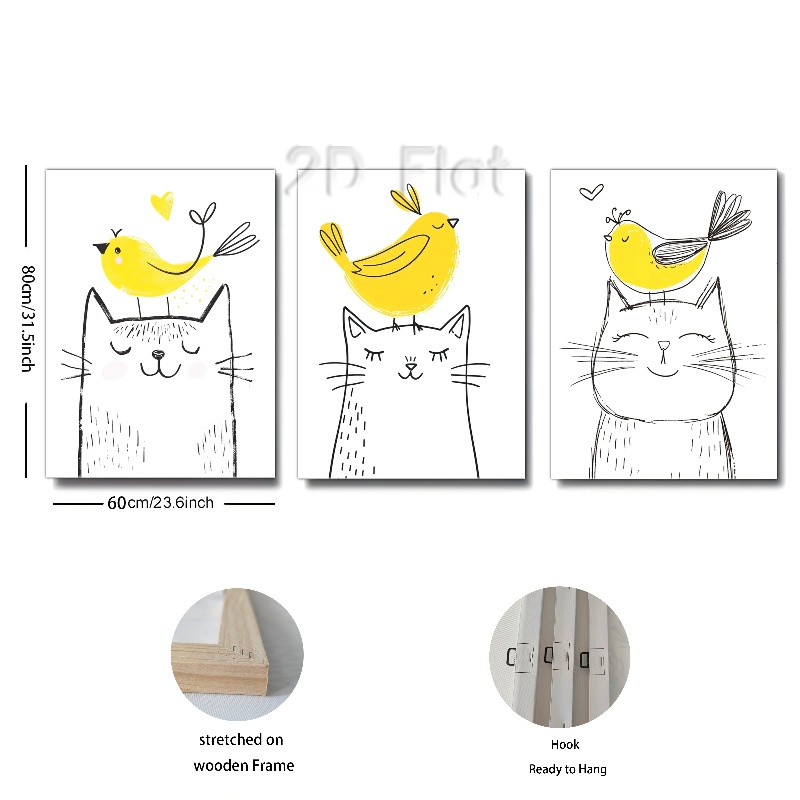 2D Flat
80cm/31.5inch
60cm/23.6inch
stretched on
wooden Frame
Hook
Ready to Hang